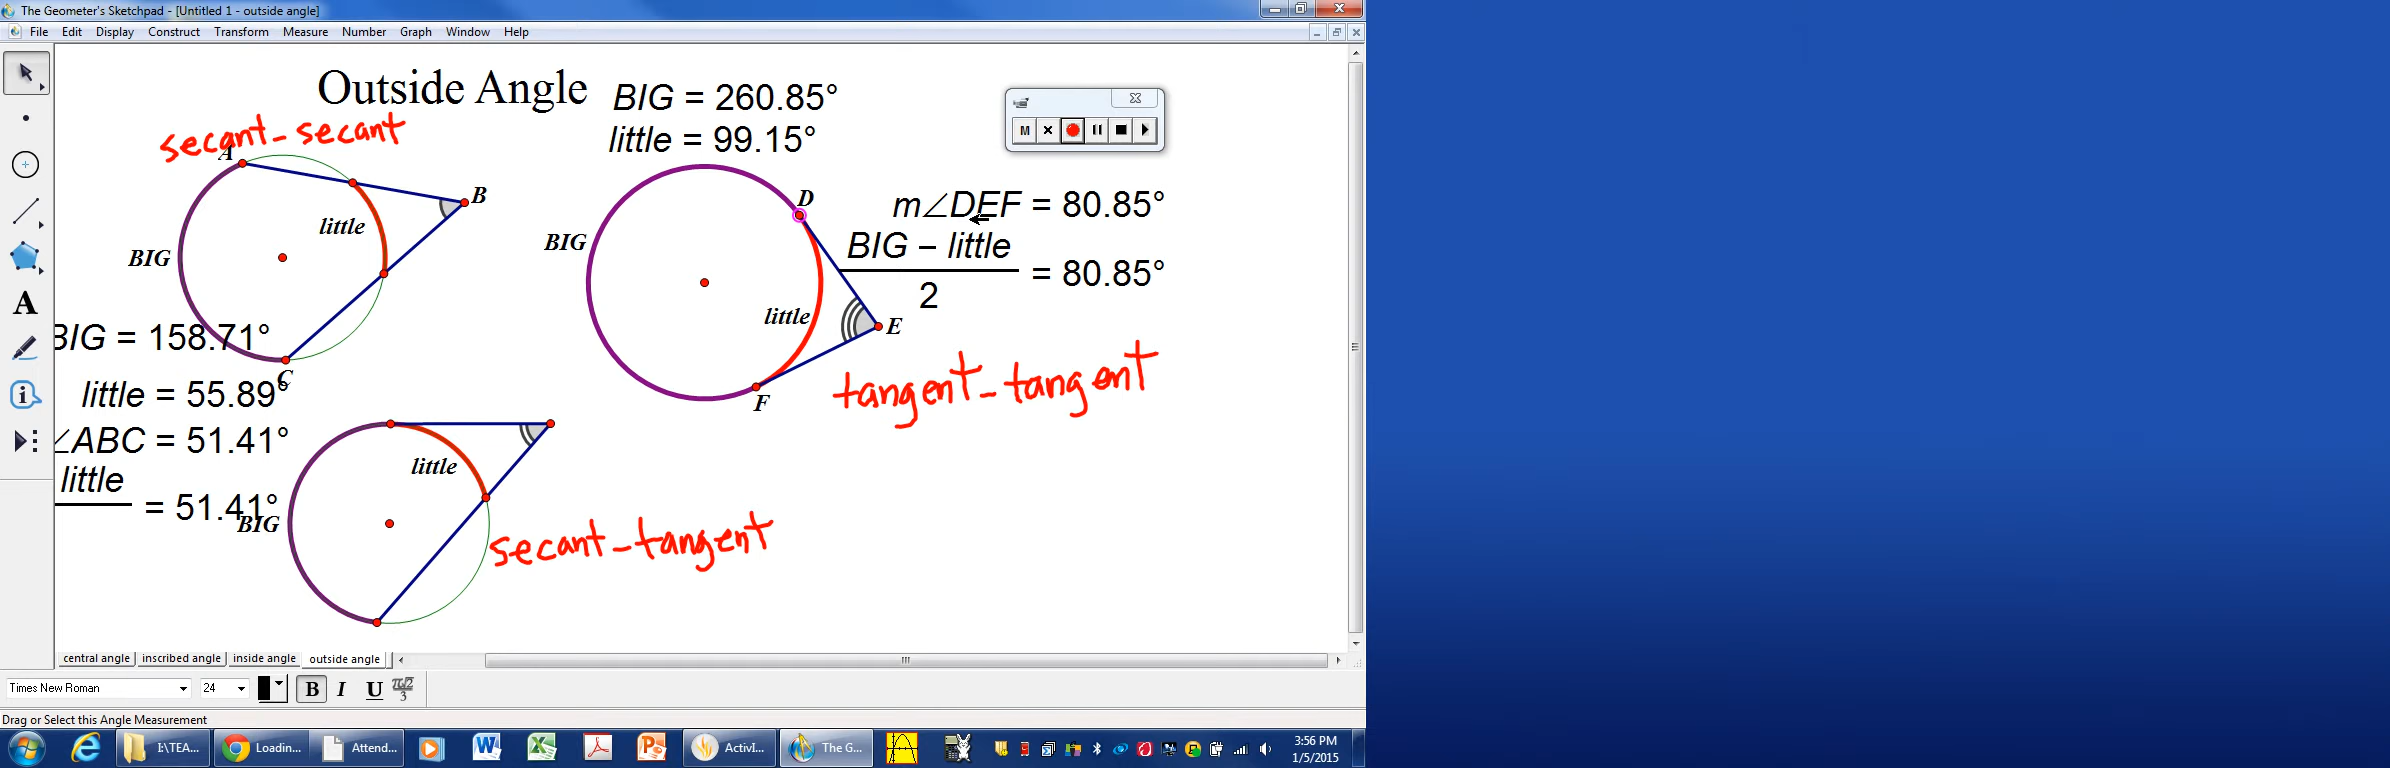 The Geometer's Sketchpad - [Untitled 1 - outside angle]
File Edit Display Construct Transform Measure Number Graph Window Help
Outside Angle
secant-secant
A
B
little
BIG
BIG = 158.71°
C
little = 55.89°
∠ABC = 51.41°
little
= 51.41°
BIG = 260.85°
little = 99.15°
D
BIG
little
E
F
m∠DEF = 80.85°
BIG – little
2
= 80.85°
tangent-tangent
little
BIG
secant-tangent
M
A
central angle inscribed angle inside angle outside angle
Times New Roman 24 B I U
Drag or Select this Angle Measurement
I:\TEA... Loadin... Attend... ActivI... The G...
3:56 PM
1/5/2015